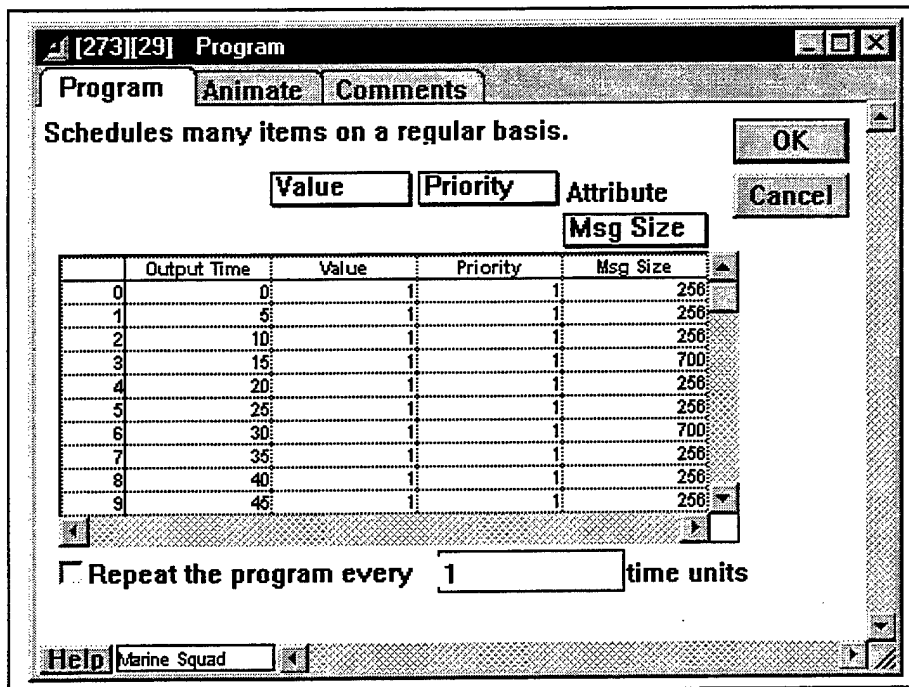 [273][29] Program
Program Animate Comments
Schedules many items on a regular basis.
OK
Cancel
Value Priority Attribute
Msg Size
Output Time Value Priority Msg Size
0 0 1 1 256
1 5 1 1 256
2 10 1 1 256
3 15 1 1 700
4 20 1 1 256
5 25 1 1 256
6 30 1 1 700
7 35 1 1 256
8 40 1 1 256
9 45 1 1 256
Repeat the program every 1 time units
Help Marine Squad